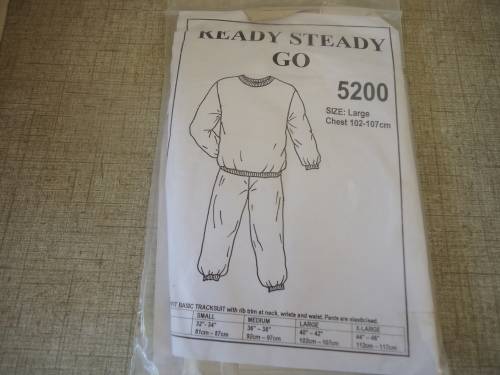 READY STEADY
GO
5200
SIZE: Large
Chest 102-107cm
BASIC TRACKSUIT with rib trim at neck, wrists and waist. Pants are elasticised.
SMALL MEDIUM LARGE X-LARGE
32"- 34" 36" – 38" 40" – 42" 44" – 46"
81cm – 87cm 92cm – 97cm 102cm – 107cm 112cm – 117cm